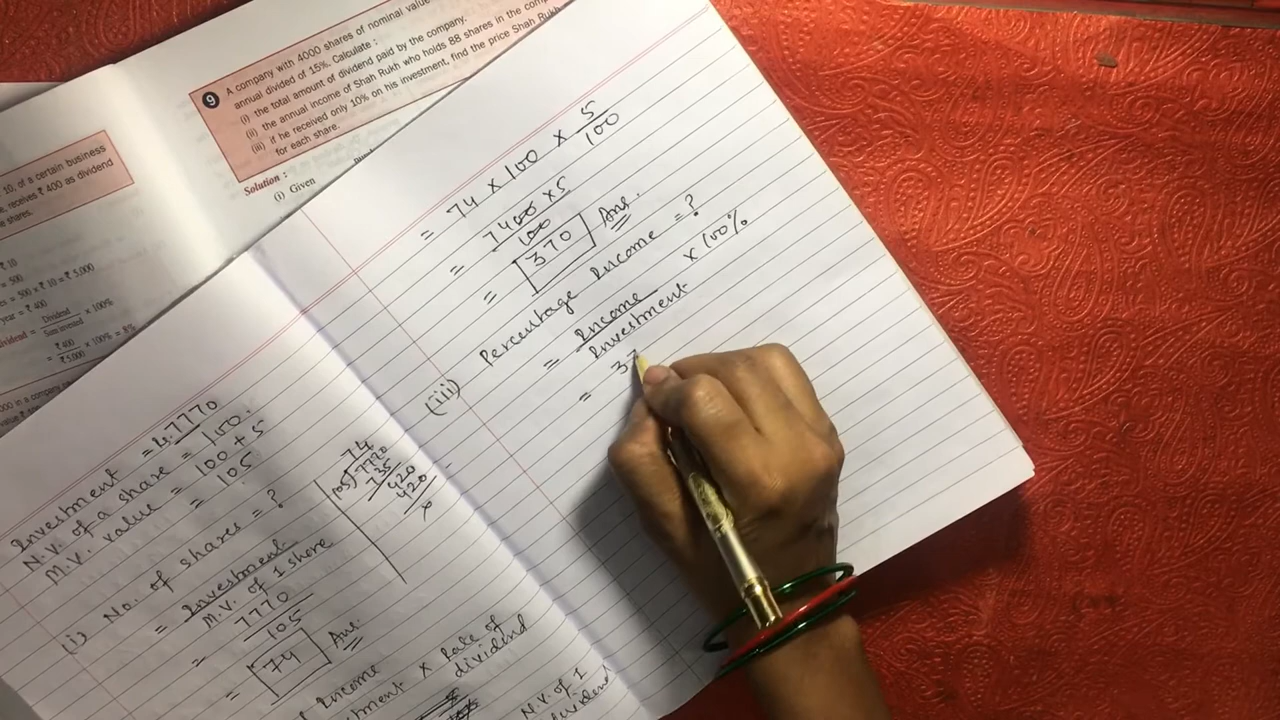 9 A company with 4000 shares of nominal value
annual divided of 15%. Calculate :
(i) the total amount of dividend paid by the company.
(ii) the annual income of Shah Rukh who holds 88 shares in the
(iii) if he received only 10% on his investment, find the price Shah Rukh
for each share.
Solution :
(i) Given
10, of a certain business
receives ₹ 400 as dividend
shares.
₹ 10
= 500
= 500 x ₹ 10 = ₹ 5,000
year = ₹ 400
Dividend
= Sum invested x 100%
= ₹ 400 / ₹ 5,000 x 100% = 8%
000 in a company
Investment = ₹ 7770
N.V. of a share = 100.
M.V. value = 100 + 5
= 105
(i) No. of shares = ?
= Investment / M.V. of 1 share
= 7770 / 105
= 74 Ans.
74
105) 7770
735
420
420
x
Income
x Rate of
dividend
N.V. of 1
= 74 x 100 x 5/100
= 7400 x 5 / 100
= 370 Ans.
(iii) Percentage Income = ?
= Income / Investment x 100%
= 37